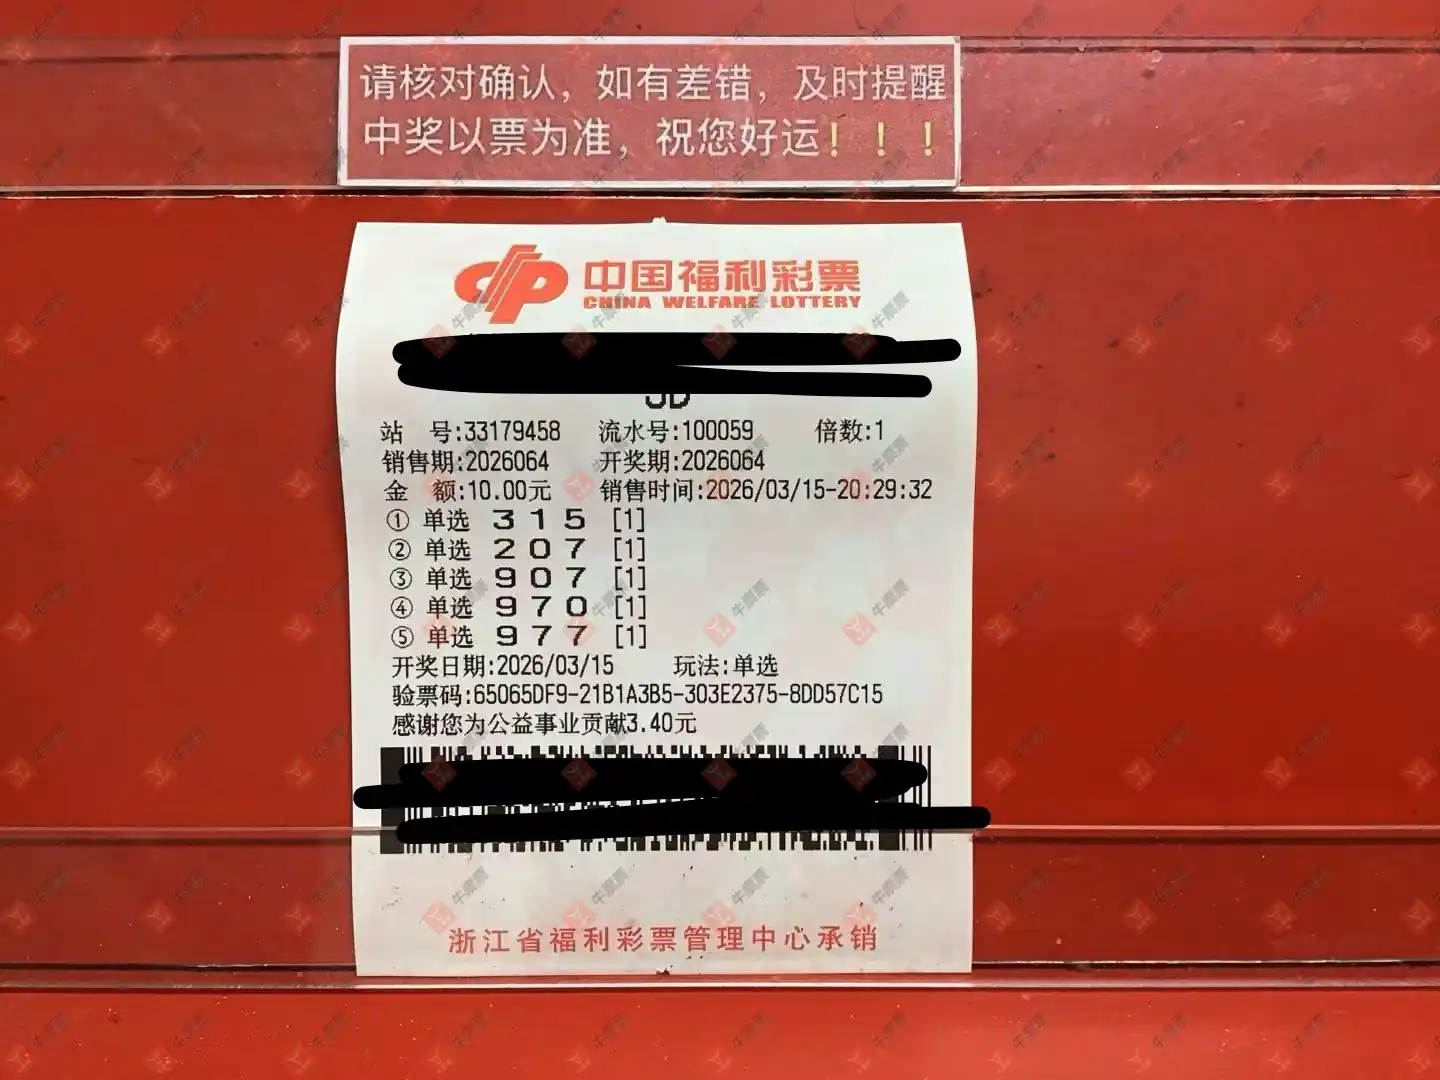 请核对确认，如有差错，及时提醒
中奖以票为准，祝您好运！！！
中国福利彩票
CHINA WELFARE LOTTERY
3D
站 号:33179458 流水号:100059 倍数:1
销售期:2026064 开奖期:2026064
金 额:10.00元 销售时间:2026/03/15-20:29:32
① 单选 3 1 5 [1]
② 单选 2 0 7 [1]
③ 单选 9 0 7 [1]
④ 单选 9 7 0 [1]
⑤ 单选 9 7 7 [1]
开奖日期:2026/03/15 玩法:单选
验票码:65065DF9-21B1A3B5-303E2375-8DD57C15
感谢您为公益事业贡献3.40元
浙江省福利彩票管理中心承销
牛票票